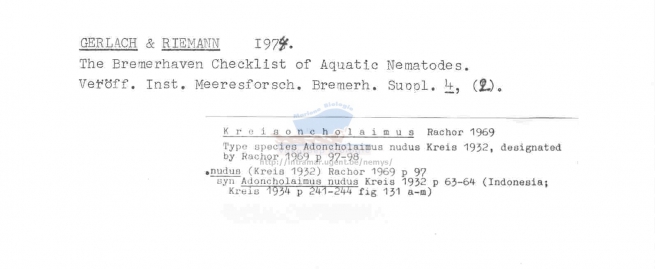 GERLACH & RIEMANN 1974.
The Bremerhaven Checklist of Aquatic Nematodes.
Veröff. Inst. Meeresforsch. Bremerh. Suppl. 4, (2).
Kreisoncholaimus Rachor 1969
Type species Adoncholaimus nudus Kreis 1932, designated
by Rachor 1969 p 97-98
http://intramar.ugent.be/nemys/
.nudus (Kreis 1932) Rachor 1969 p 97
syn Adoncholaimus nudus Kreis 1932 p 63-64 (Indonesia;
Kreis 1934 p 241-244 fig 131 a-m)